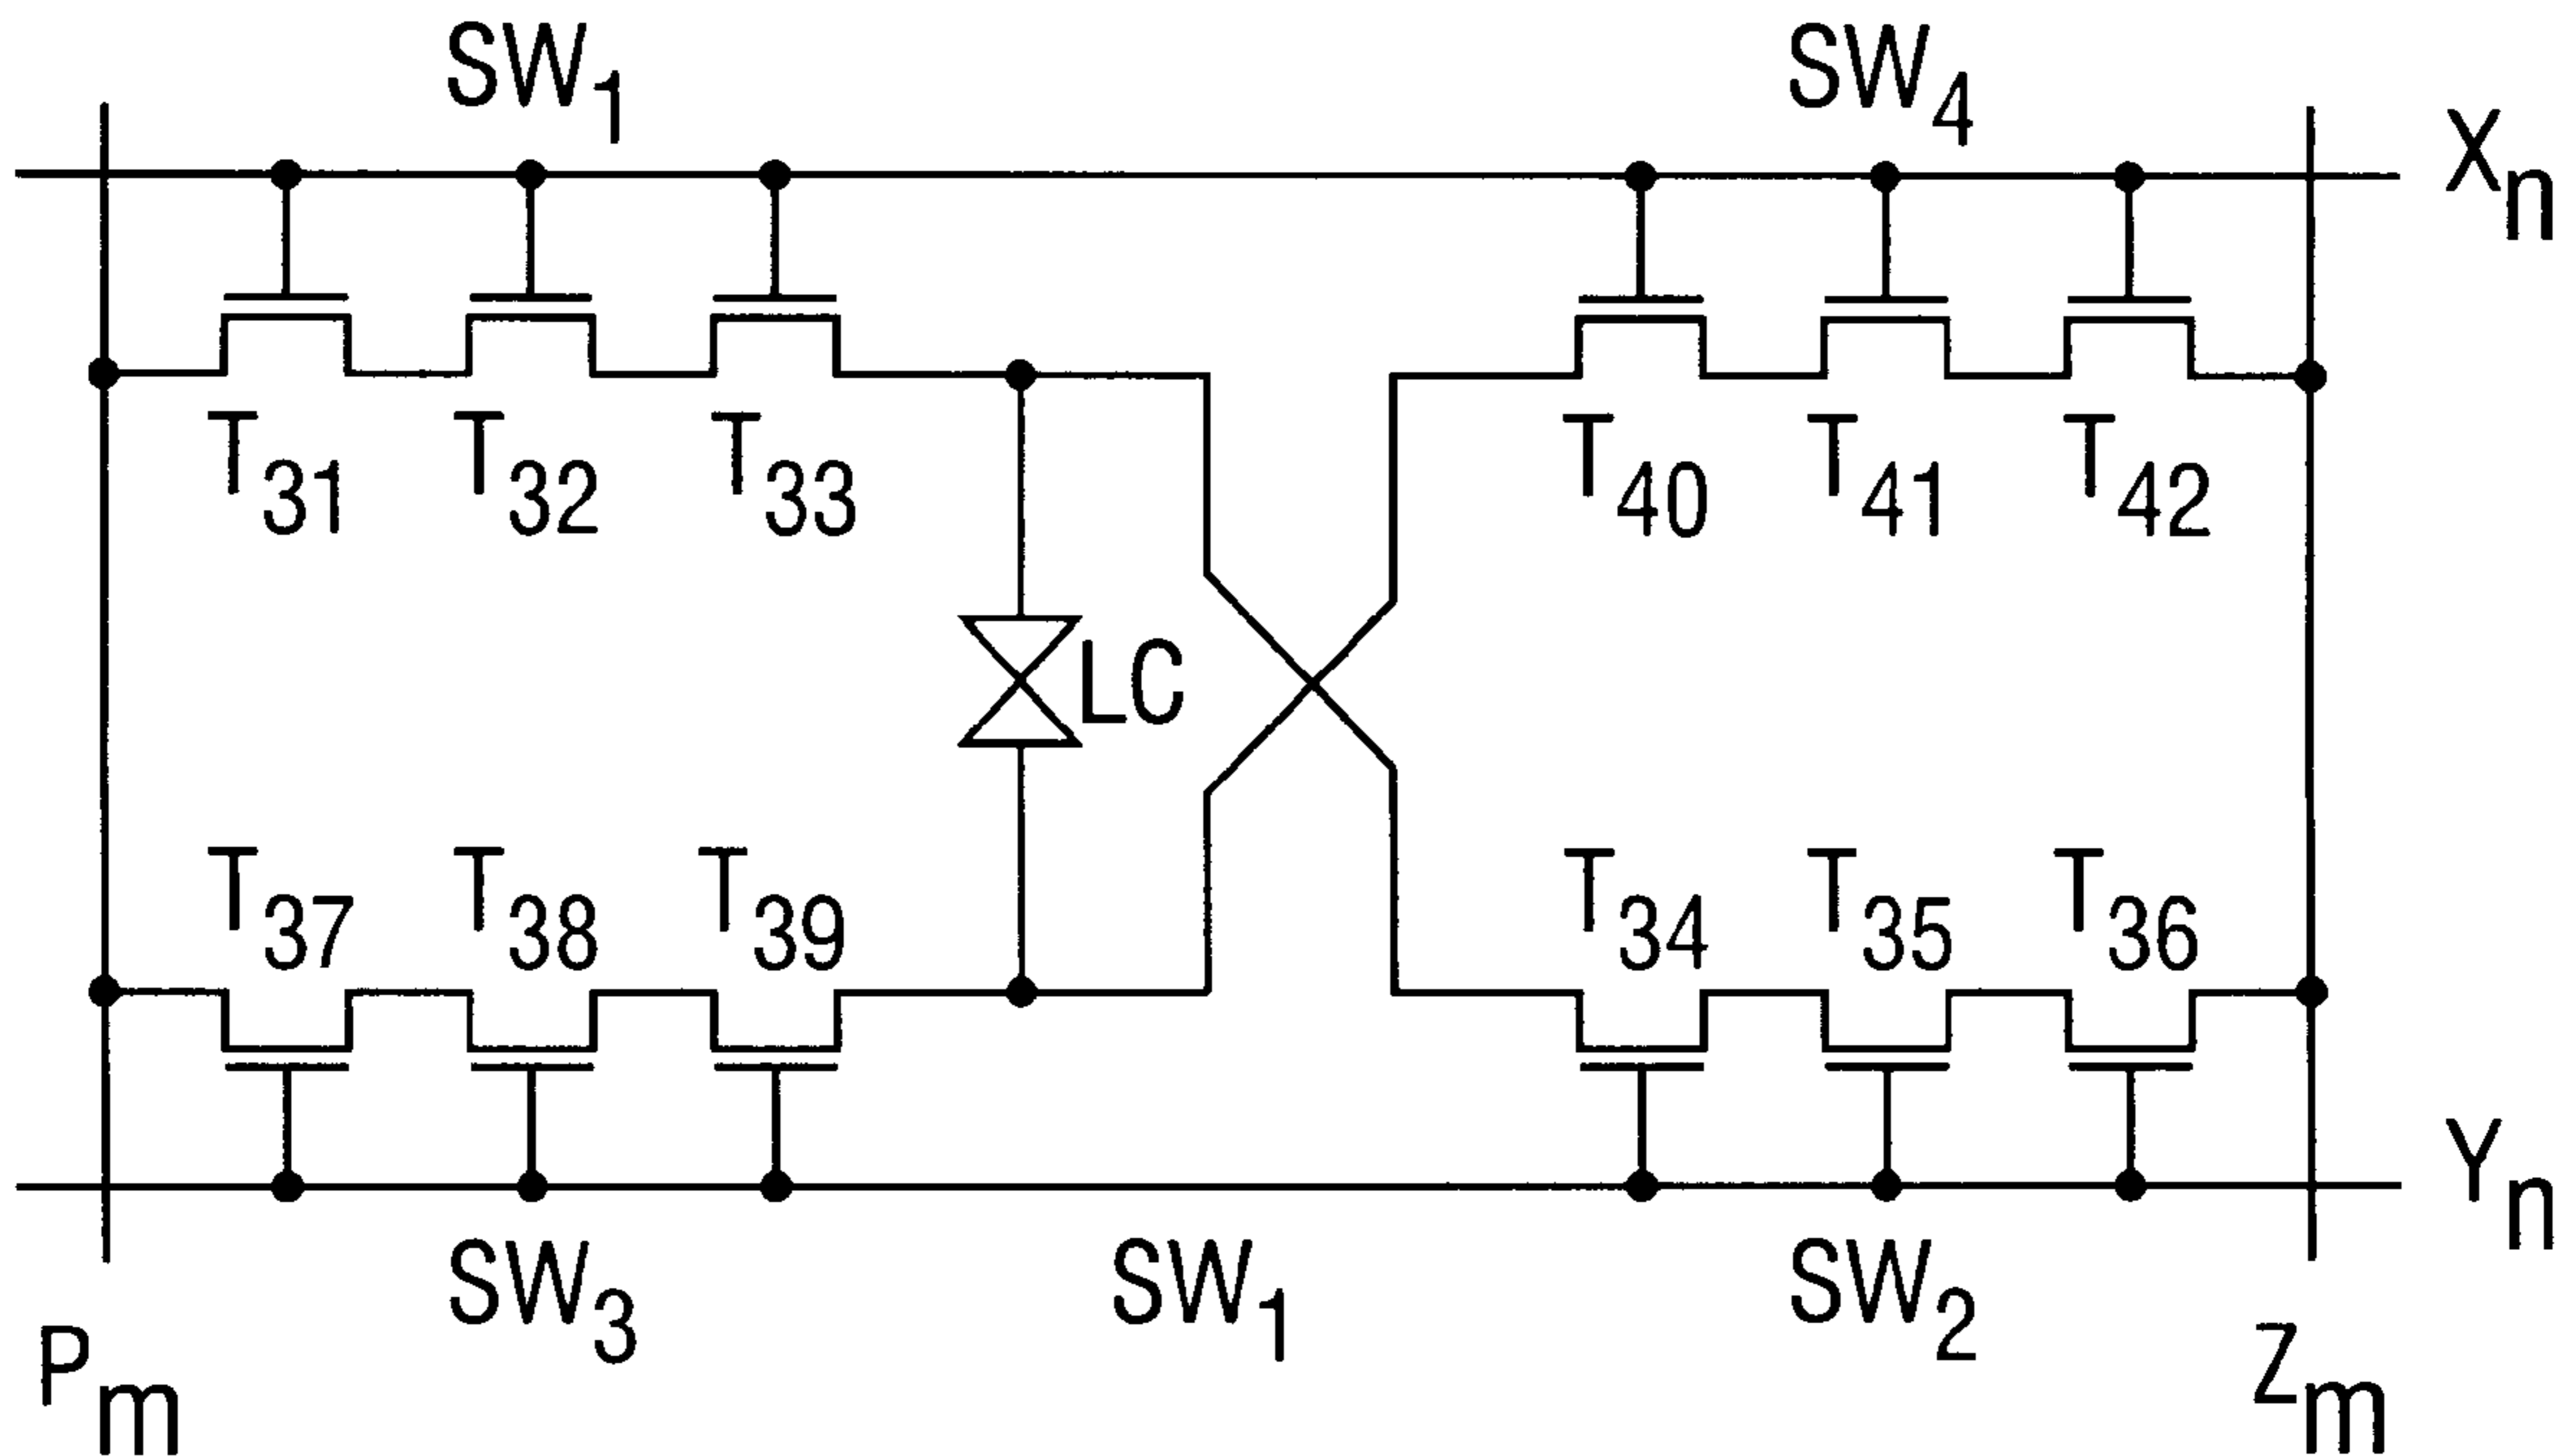 SW1 SW4
Xn
T31 T32 T33 T40 T41 T42
LC
T37 T38 T39 T34 T35 T36
Yn
SW3 SW1 SW2
Pm Zm